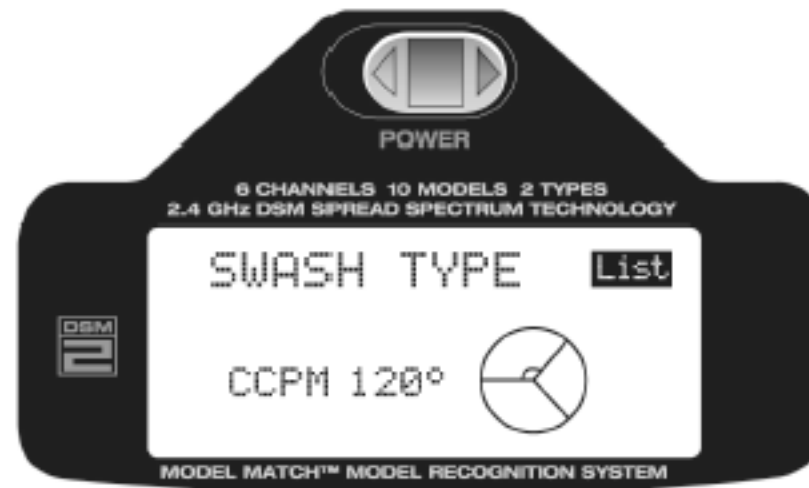 POWER
6 CHANNELS 10 MODELS 2 TYPES
2.4 GHz DSM SPREAD SPECTRUM TECHNOLOGY
SWASH TYPE List
DSM
2
CCPM 120°
MODEL MATCH™ MODEL RECOGNITION SYSTEM